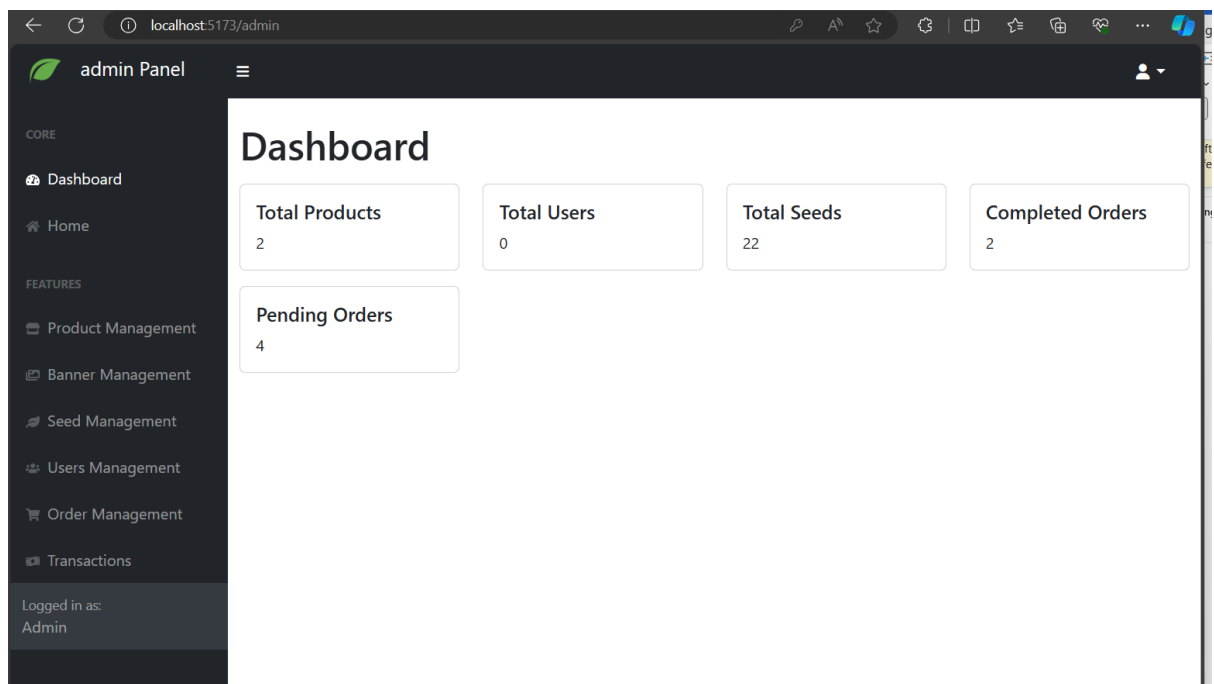 localhost:5173/admin
admin Panel
CORE
Dashboard
Home
FEATURES
Product Management
Banner Management
Seed Management
Users Management
Order Management
Transactions
Logged in as:
Admin
Dashboard
Total Products
2
Total Users
0
Total Seeds
22
Completed Orders
2
Pending Orders
4